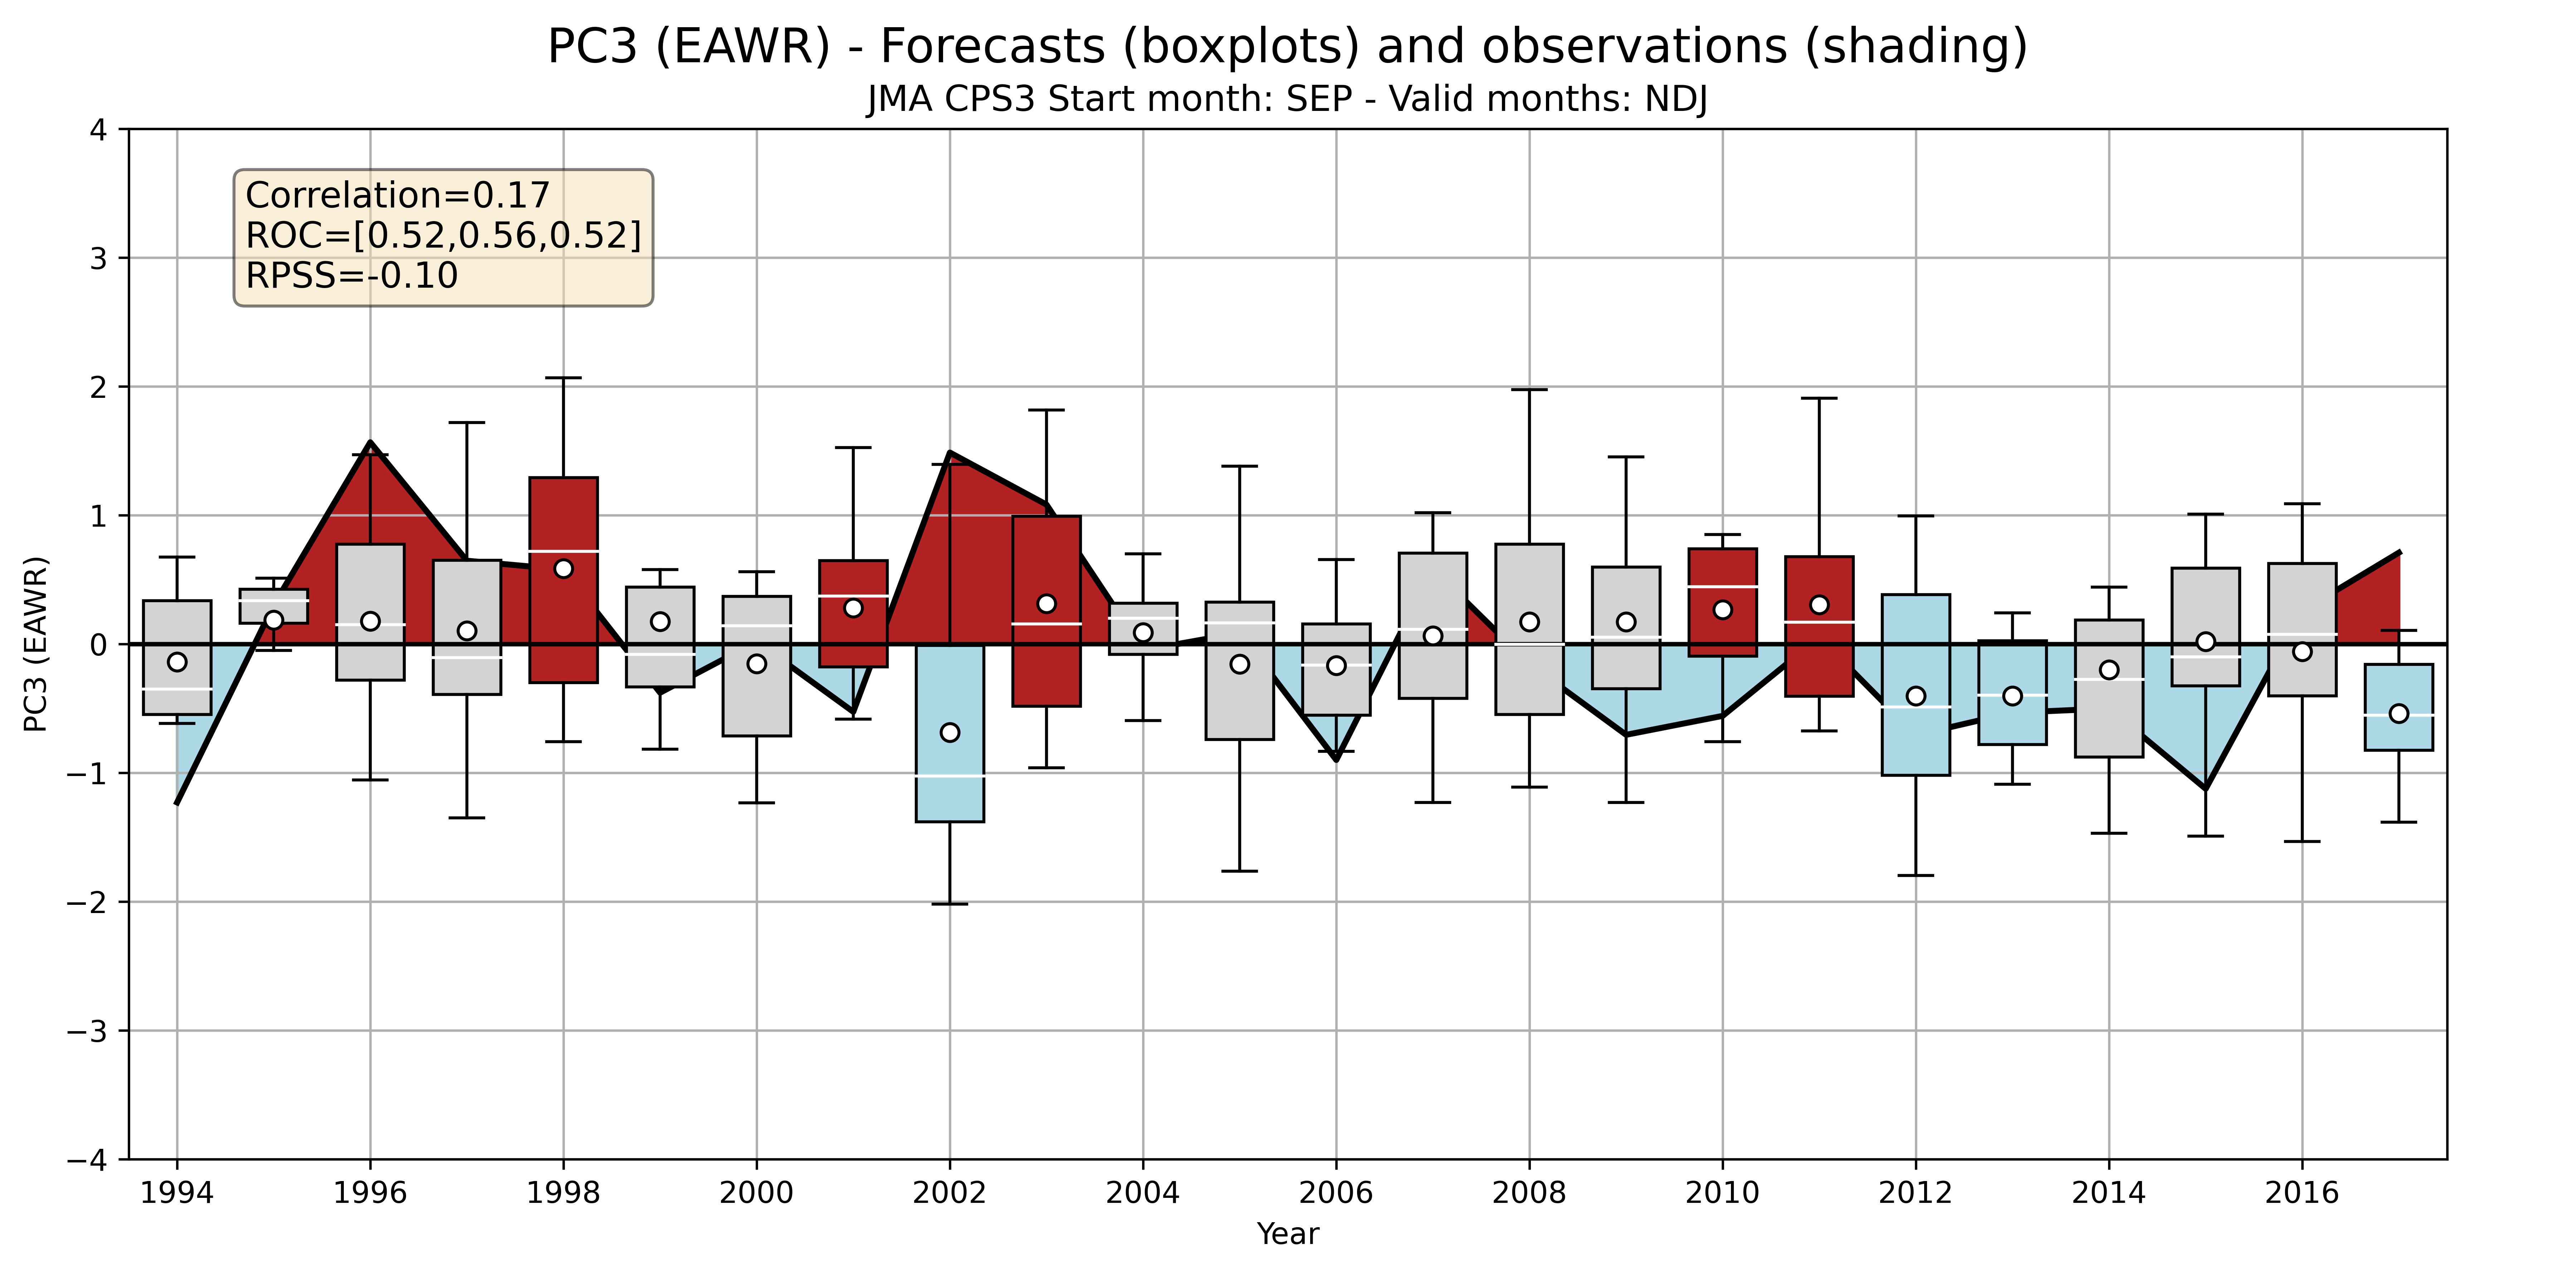 PC3 (EAWR) - Forecasts (boxplots) and observations (shading)
JMA CPS3 Start month: SEP - Valid months: NDJ
Correlation=0.17
ROC=[0.52,0.56,0.52]
RPSS=-0.10
PC3 (EAWR)
4
3
2
1
0
−1
−2
−3
−4
1994 1996 1998 2000 2002 2004 2006 2008 2010 2012 2014 2016
Year